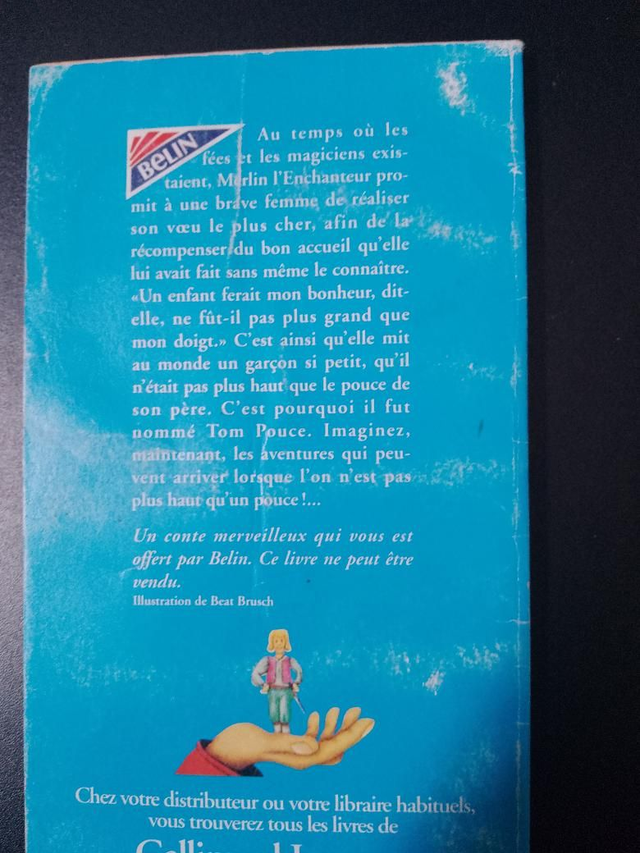 BELIN
Au temps où les
fées et les magiciens exis-
taient, Merlin l'Enchanteur pro-
mit à une brave femme de réaliser
son vœu le plus cher, afin de la
récompenser du bon accueil qu'elle
lui avait fait sans même le connaître.
«Un enfant ferait mon bonheur, dit-
elle, ne fût-il pas plus grand que
mon doigt.» C'est ainsi qu'elle mit
au monde un garçon si petit, qu'il
n'était pas plus haut que le pouce de
son père. C'est pourquoi il fut
nommé Tom Pouce. Imaginez,
maintenant, les aventures qui peu-
vent arriver lorsque l'on n'est pas
plus haut qu'un pouce !...
Un conte merveilleux qui vous est
offert par Belin. Ce livre ne peut être
vendu.
Illustration de Beat Brusch
Chez votre distributeur ou votre libraire habituels,
vous trouverez tous les livres de